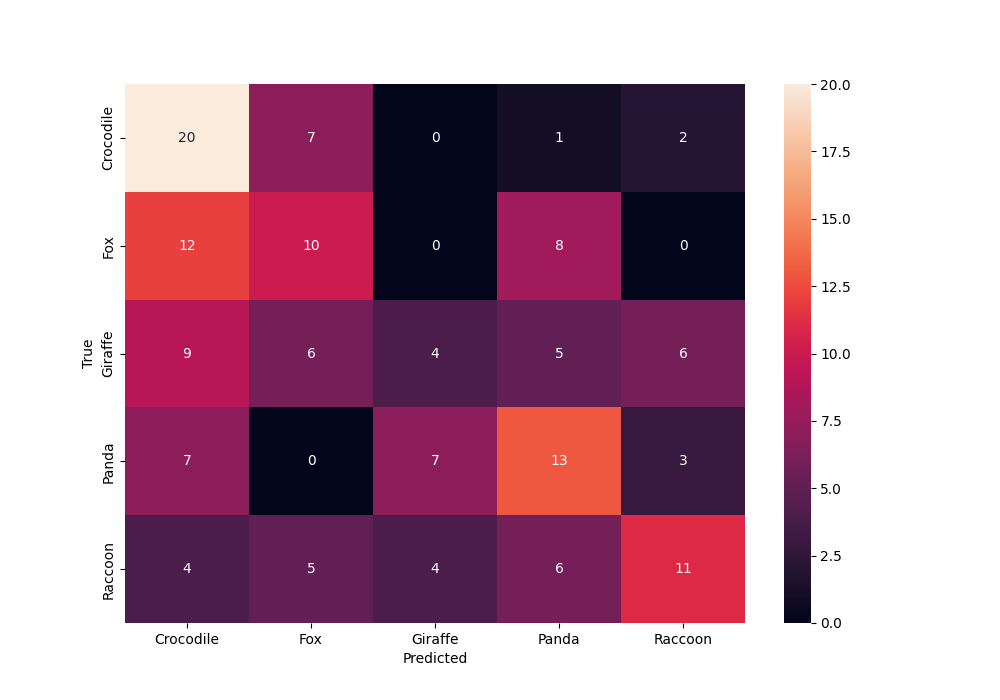 Crocodile 20 7 0 1 2
Fox 12 10 0 8 0
Giraffe 9 6 4 5 6
Panda 7 0 7 13 3
Raccoon 4 5 4 6 11
True
Crocodile Fox Giraffe Panda Raccoon
Predicted
20.0
17.5
15.0
12.5
10.0
7.5
5.0
2.5
0.0